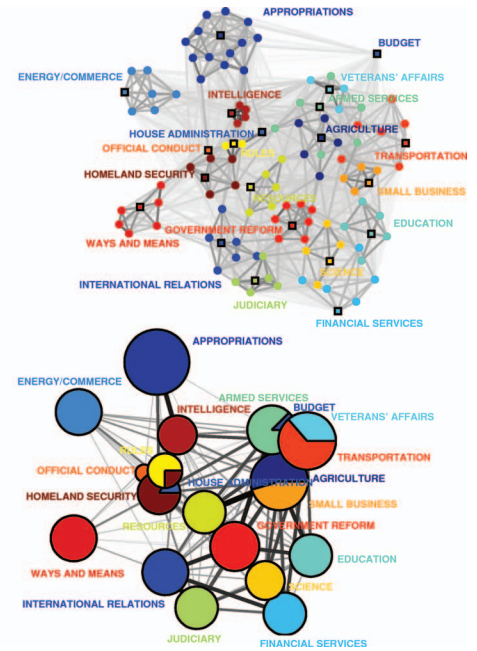 APPROPRIATIONS
BUDGET
ENERGY/COMMERCE
VETERANS' AFFAIRS
INTELLIGENCE
ARMED SERVICES
HOUSE ADMINISTRATION
AGRICULTURE
OFFICIAL CONDUCT
RULES
TRANSPORTATION
HOMELAND SECURITY
SMALL BUSINESS
RESOURCES
EDUCATION
GOVERNMENT REFORM
WAYS AND MEANS
SCIENCE
INTERNATIONAL RELATIONS
JUDICIARY
FINANCIAL SERVICES
APPROPRIATIONS
ENERGY/COMMERCE
ARMED SERVICES
BUDGET
INTELLIGENCE
VETERANS' AFFAIRS
RULES
TRANSPORTATION
OFFICIAL CONDUCT
HOUSE ADMINISTRATION
AGRICULTURE
HOMELAND SECURITY
SMALL BUSINESS
RESOURCES
GOVERNMENT REFORM
EDUCATION
WAYS AND MEANS
SCIENCE
INTERNATIONAL RELATIONS
JUDICIARY
FINANCIAL SERVICES